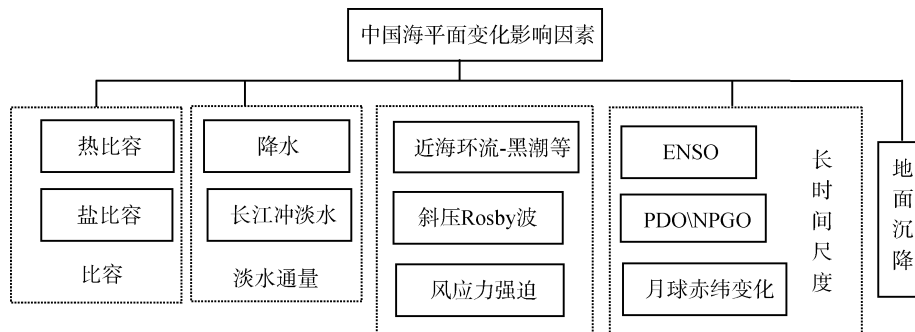 中国海平面变化影响因素
热比容
盐比容
比容
降水
长江冲淡水
淡水通量
近海环流-黑潮等
斜压Rosby波
风应力强迫
ENSO
PDO\NPGO
月球赤纬变化
长时间尺度
地面沉降